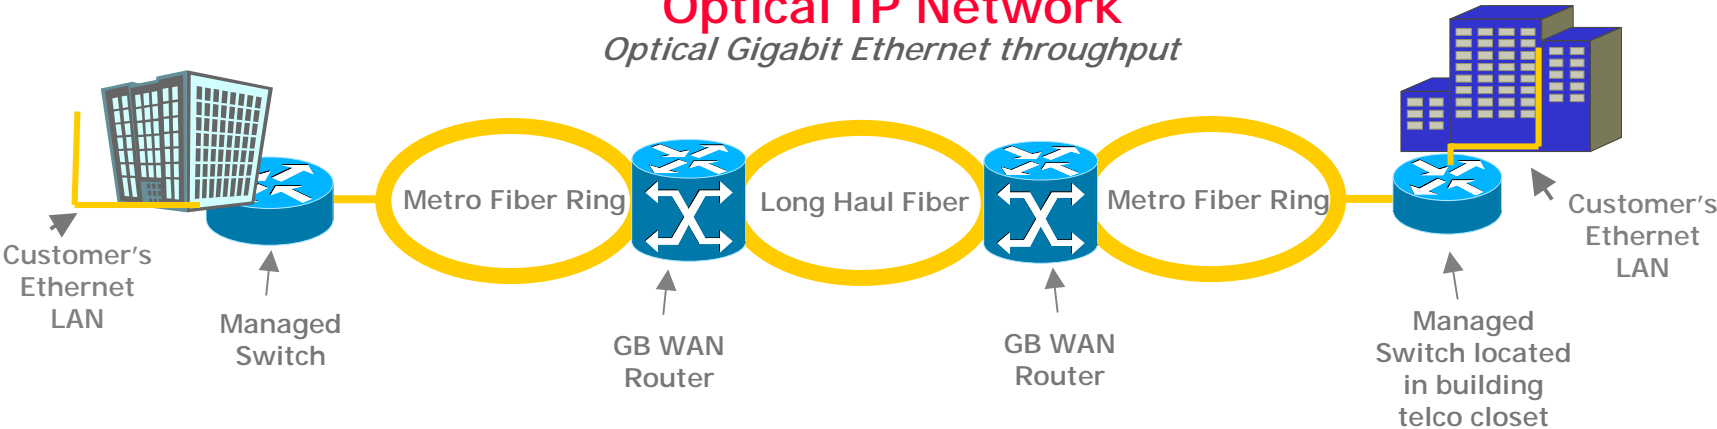 Optical IP Network
Optical Gigabit Ethernet throughput
Metro Fiber Ring
Long Haul Fiber
Metro Fiber Ring
Customer's
Ethernet
LAN
Managed
Switch
GB WAN
Router
GB WAN
Router
Managed
Switch located
in building
telco closet
Customer's
Ethernet
LAN